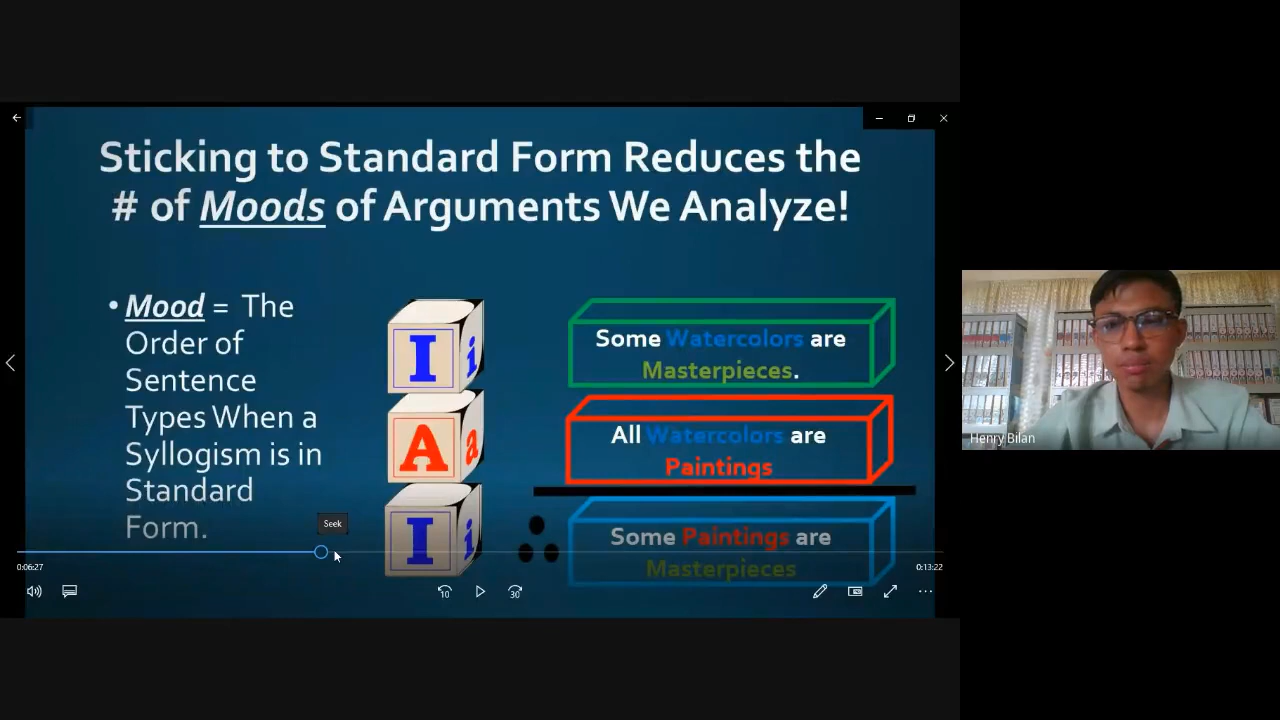 Sticking to Standard Form Reduces the
# of Moods of Arguments We Analyze!
• Mood = The
Order of
Sentence
Types When a
Syllogism is in
Standard
Form.
I i
A a
I i
Some Watercolors are
Masterpieces.
All Watercolors are
Paintings
Some Paintings are
Masterpieces
Seek
0:06:27
0:13:22
10
30
Henry Bilan